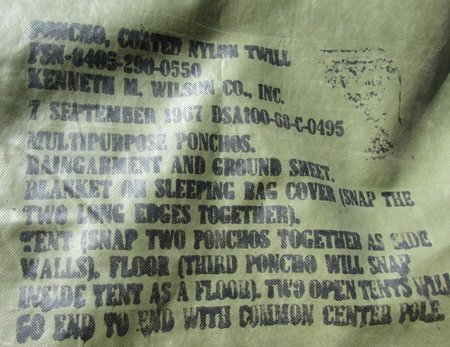 PONCHO, COATED NYLON TWILL
FSN-8405-290-0550
KENNETH M. WILSON CO., INC.
7 SEPTEMBER 1967 DSA100-68-C-0495
MULTIPURPOSE PONCHOS.
RAINGARMENT AND GROUND SHEET.
BLANKET OR SLEEPING BAG COVER (SNAP THE
TWO LONG EDGES TOGETHER).
TENT (SNAP TWO PONCHOS TOGETHER AS SIDE
WALLS). FLOOR (THIRD PONCHO WILL SNAP
INSIDE TENT AS A FLOOR). TWO OPEN TENTS WILL
GO END TO END WITH COMMON CENTER POLE.